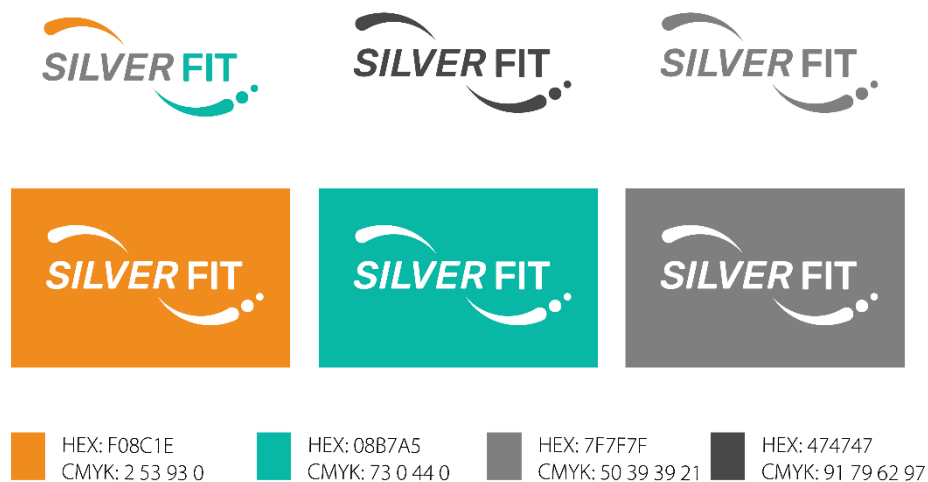 SILVER FIT
SILVER FIT
SILVER FIT
SILVER FIT
SILVER FIT
SILVER FIT
HEX: F08C1E
CMYK: 2 53 93 0
HEX: 08B7A5
CMYK: 73 0 44 0
HEX: 7F7F7F
CMYK: 50 39 39 21
HEX: 474747
CMYK: 91 79 62 97